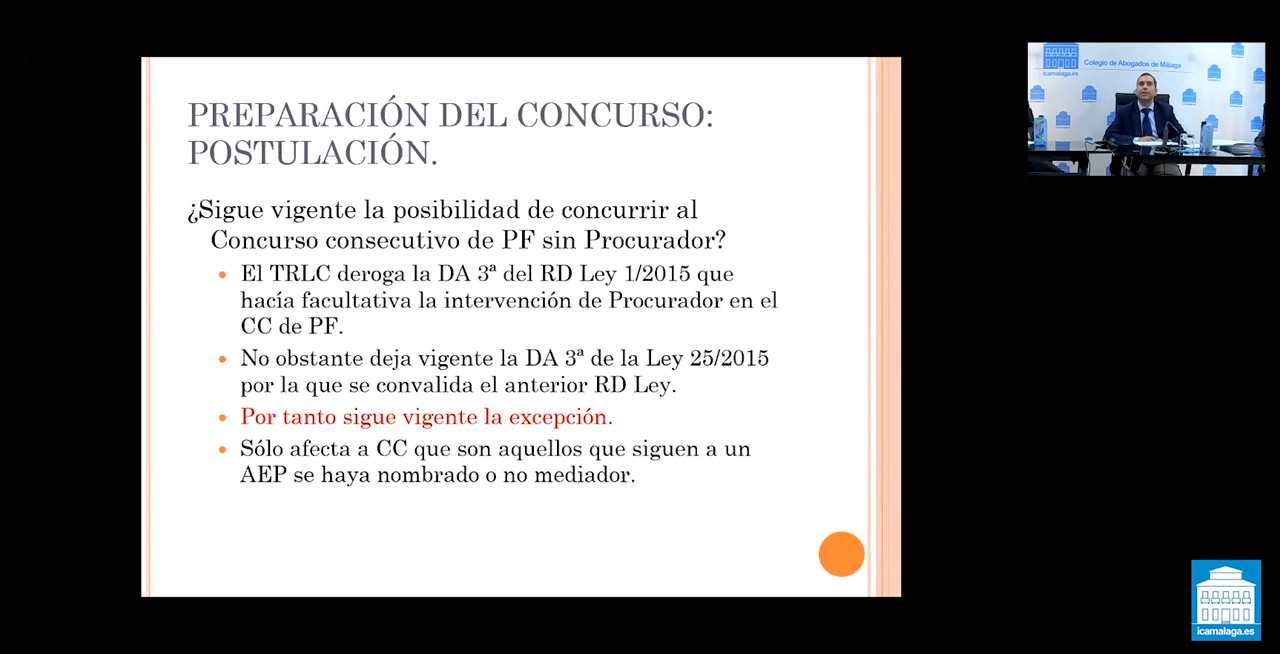 PREPARACIÓN DEL CONCURSO:
POSTULACIÓN.
¿Sigue vigente la posibilidad de concurrir al
Concurso consecutivo de PF sin Procurador?
• El TRLC deroga la DA 3ª del RD Ley 1/2015 que
hacía facultativa la intervención de Procurador en el
CC de PF.
• No obstante deja vigente la DA 3ª de la Ley 25/2015
por la que se convalida el anterior RD Ley.
• Por tanto sigue vigente la excepción.
• Sólo afecta a CC que son aquellos que siguen a un
AEP se haya nombrado o no mediador.
Colegio de Abogados de Málaga
icamalaga.es
icamalaga.es